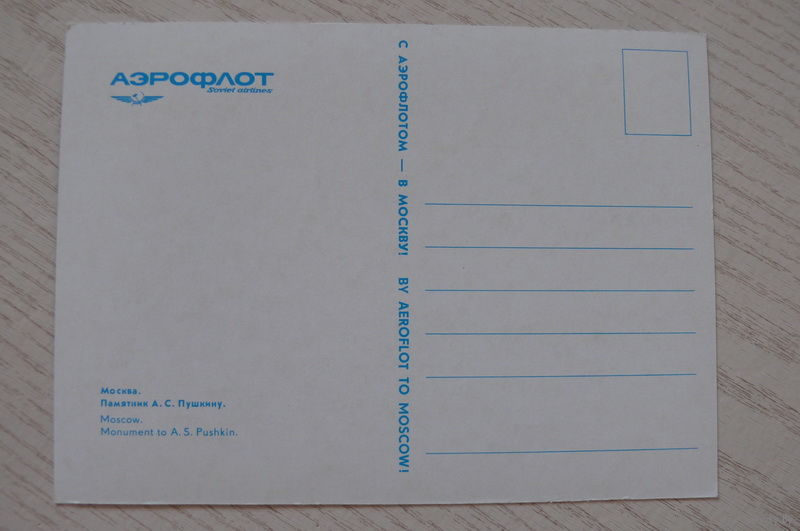 АЭРОФЛОТ
Soviet airlines
С АЭРОФЛОТОМ — В МОСКВУ! BY AEROFLOT TO MOSCOW!
Москва.
Памятник А. С. Пушкину.
Moscow.
Monument to A. S. Pushkin.